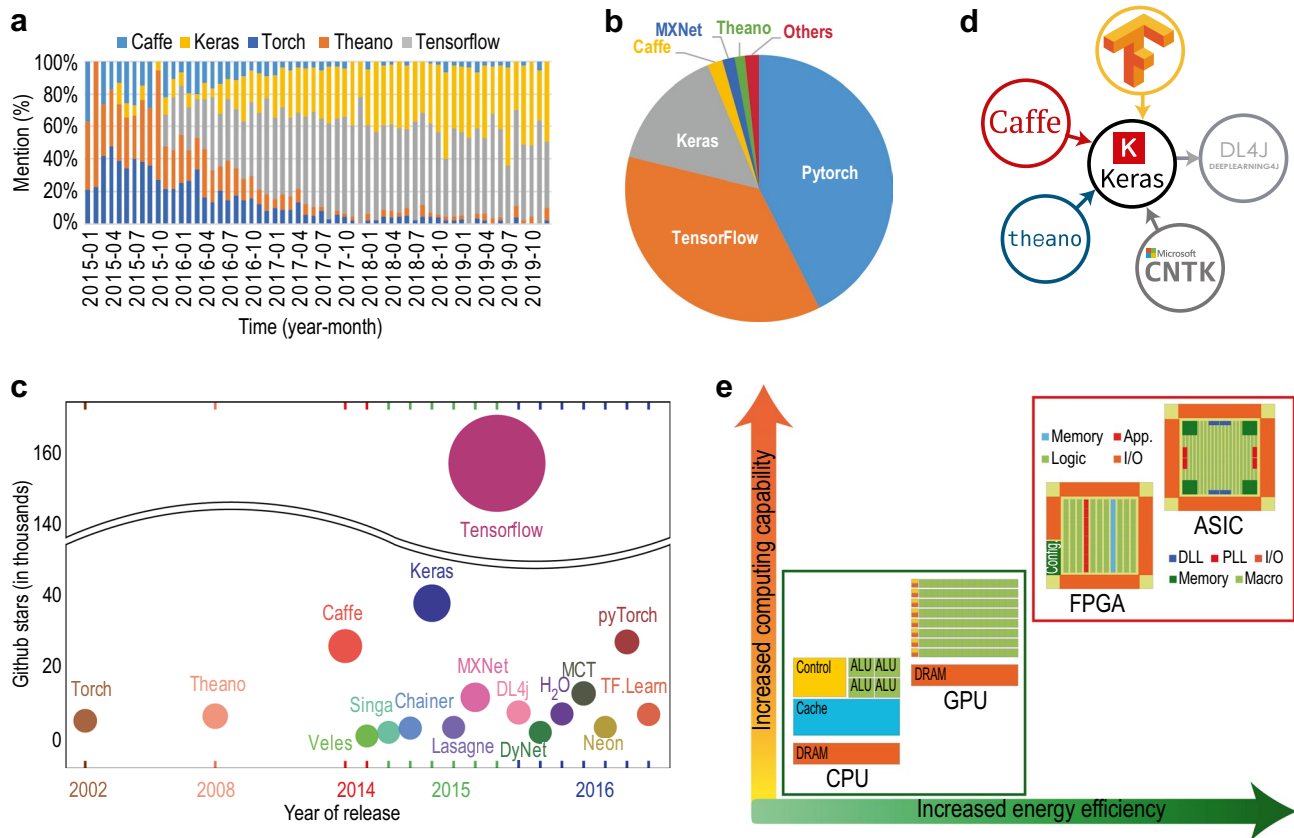 a
Caffe Keras Torch Theano Tensorflow
100%
80%
60%
40%
20%
0%
Mention (%)
2015-01
2015-04
2015-07
2015-10
2016-01
2016-04
2016-07
2016-10
2017-01
2017-04
2017-07
2017-10
2018-01
2018-04
2018-07
2018-10
2019-01
2019-04
2019-07
2019-10
Time (year-month)
b
MXNet
Theano
Others
Caffe
Keras
Pytorch
TensorFlow
d
Caffe
K
Keras
DL4J
DEEPLEARNING4J
theano
Microsoft
CNTK
c
Github stars (in thousands)
160
140
40
20
0
Tensorflow
Keras
Caffe
pyTorch
Torch
Theano
Singa
Chainer
MXNet
DL4j
H2O
MCT
TF.Learn
Veles
Lasagne
DyNet
Neon
2002
2008
2014
2015
2016
Year of release
e
Increased computing capability
Increased energy efficiency
Memory App.
Logic I/O
ASIC
Config.
FPGA
DLL PLL I/O
Memory Macro
Control
ALU ALU
ALU ALU
Cache
DRAM
CPU
DRAM
GPU